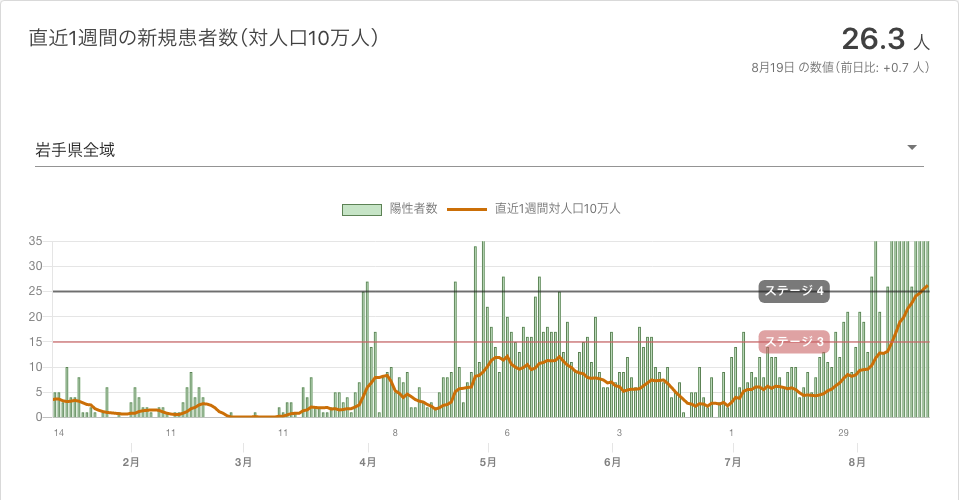 直近1週間の新規患者数（対人口10万人）
26.3 人
8月19日 の数値（前日比: +0.7 人）
岩手県全域
陽性者数 直近1週間対人口10万人
35
30
25
20
15
10
5
0
ステージ 4
ステージ 3
14 11 11 8 6 3 1 29
2月 3月 4月 5月 6月 7月 8月